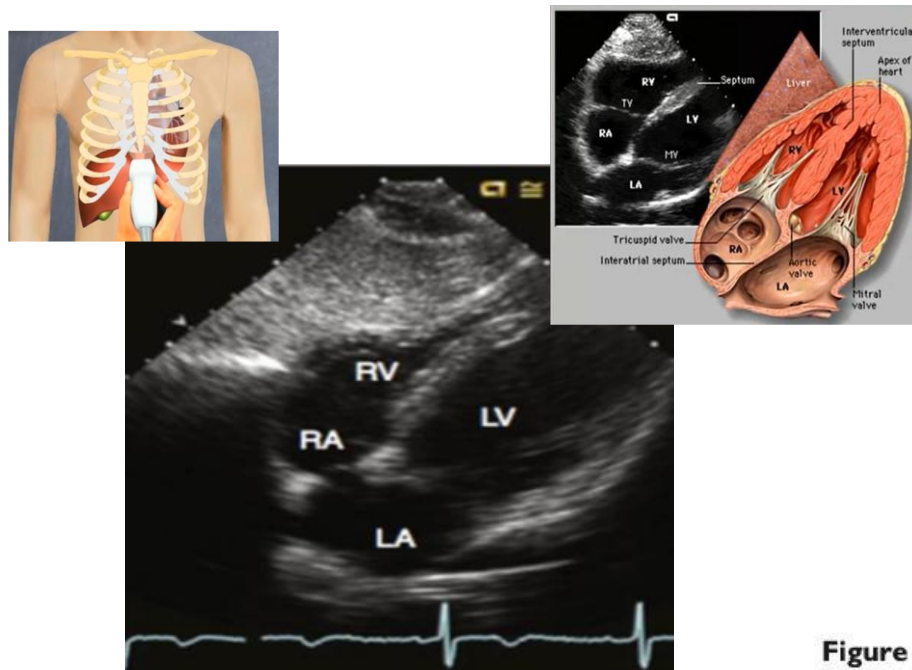 Interventricula
septum
Apex of
heart
Liver
Septum
RV
TV
RA
LV
MV
LA
RV
LV
Tricuspid valve
RA
Interatrial septum
Aortic
valve
LA
Mitral
valve
RV
RA
LV
LA
Figure